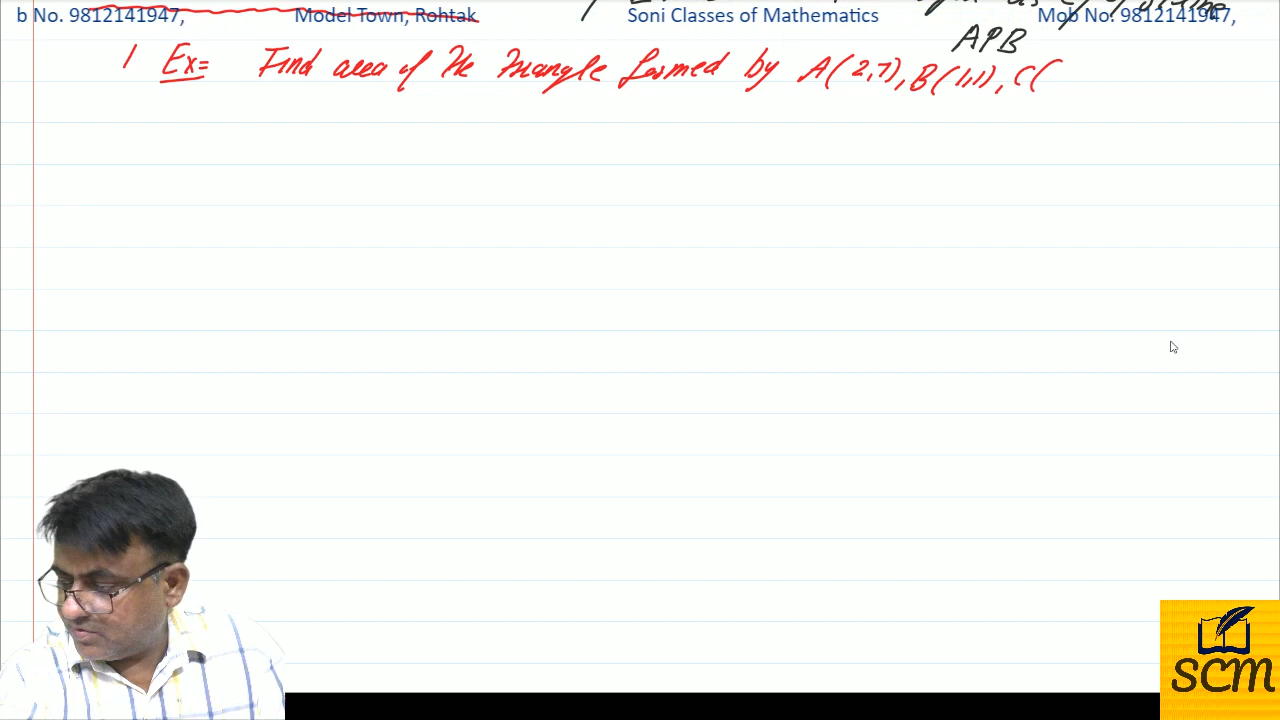 b No. 9812141947, Model Town, Rohtak Soni Classes of Mathematics Mob No. 9812141947,
APB
1 Ex= Find area of the triangle formed by A(2,7), B(1,1), C(
SCM